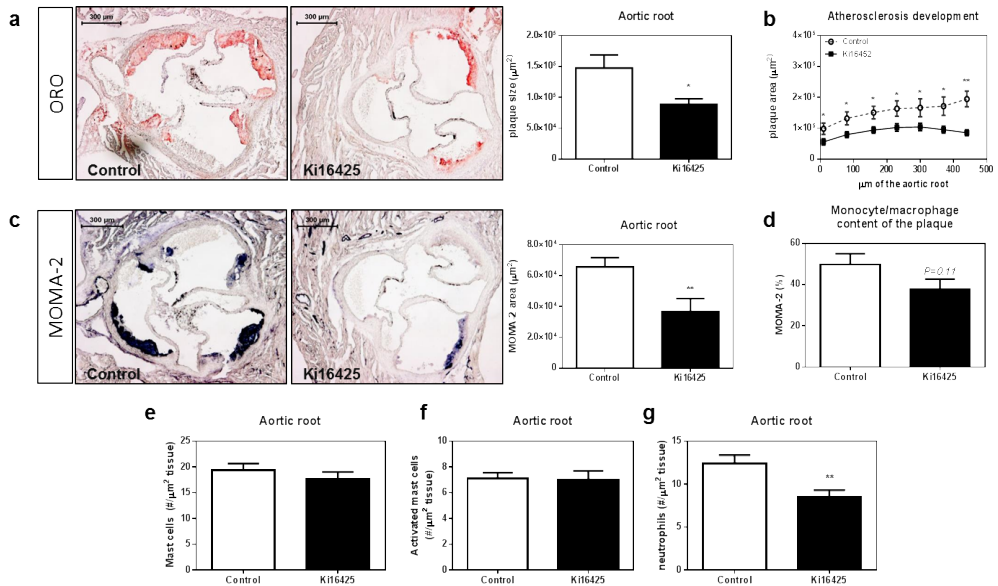 a
ORO
300 µm
Control
300 µm
Ki16425
Aortic root
plaque size (µm²)
2.0×10⁵
1.5×10⁵
1.0×10⁵
5.0×10⁴
0
*
Control
Ki16425
b
Atherosclerosis development
plaque area (µm²)
4×10⁵
3×10⁵
2×10⁵
1×10⁵
0
Control
Ki16452
* * * * * * **
0 100 200 300 400 500
µm of the aortic root
c
MOMA-2
300 µm
Control
300 µm
Ki16425
Aortic root
MOMA 2 area (µm²)
8.0×10⁴
6.0×10⁴
4.0×10⁴
2.0×10⁴
0
**
Control
Ki16425
d
Monocyte/macrophage
content of the plaque
MOMA-2 (%)
60
40
20
0
P=0.11
Control
Ki16425
e
Aortic root
Mast cells (#/µm² tissue)
25
20
15
10
5
0
Control
Ki16425
f
Aortic root
Activated mast cells
(#/µm² tissue)
10
8
6
4
2
0
Control
Ki16425
g
Aortic root
neutrophils (#/µm² tissue)
15
10
5
0
**
Control
Ki16425